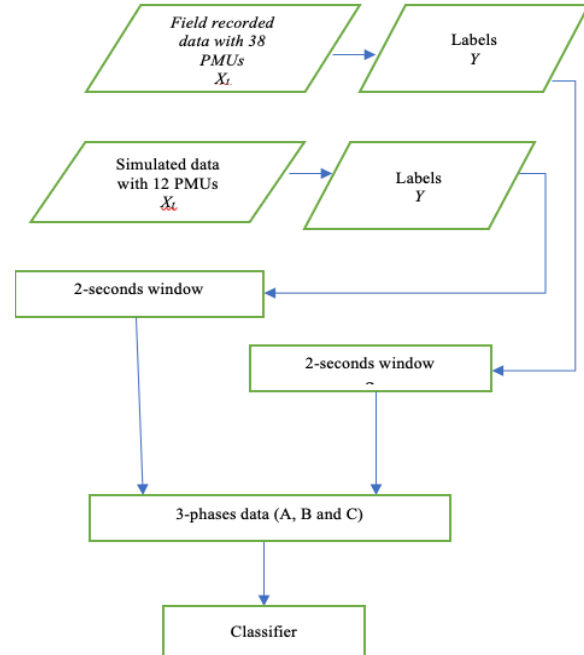 Field recorded
data with 38
PMUs
X₁.
Labels
Y
Simulated data
with 12 PMUs
Xₜ
Labels
Y
2-seconds window
2-seconds window
3-phases data (A, B and C)
Classifier